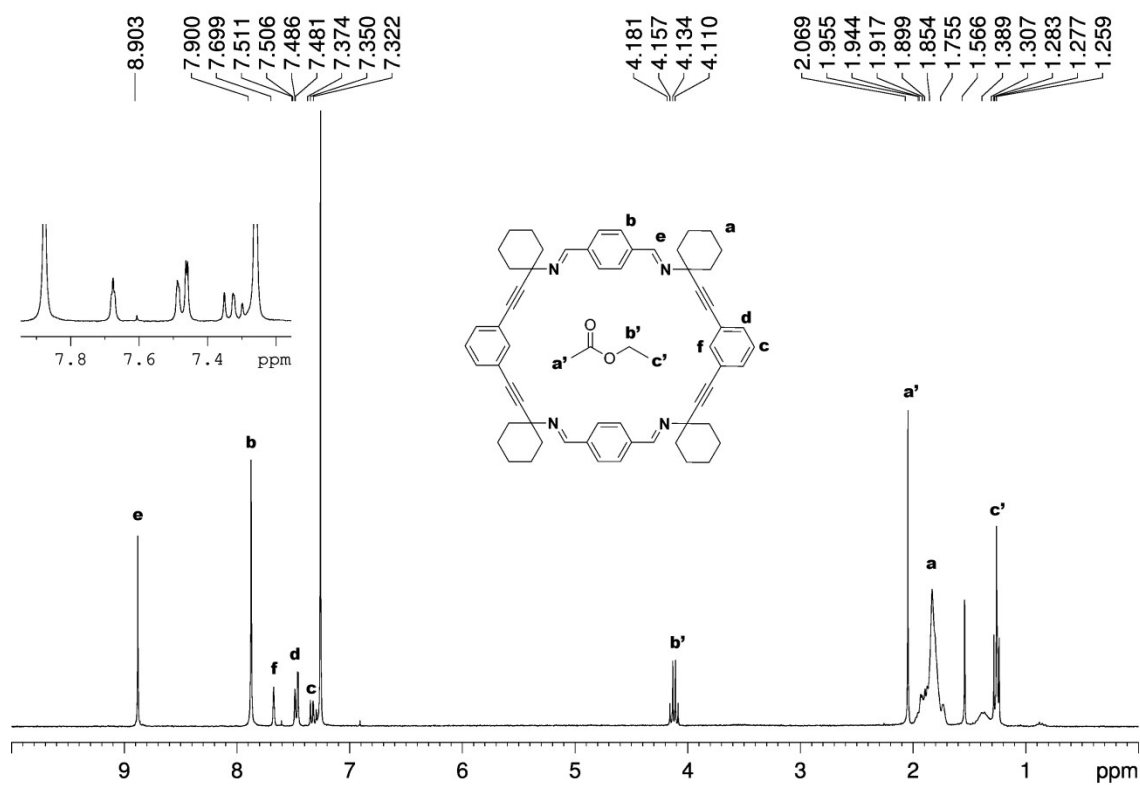 8.903
7.900
7.699
7.511
7.506
7.486
7.481
7.374
7.350
7.322
4.181
4.157
4.134
4.110
2.069
1.955
1.944
1.917
1.899
1.854
1.755
1.566
1.389
1.307
1.283
1.277
1.259
7.8 7.6 7.4 ppm
b e a
N N
d
f c
O b'
a' O c'
N N
e b f d c b' a' a c'
9 8 7 6 5 4 3 2 1 ppm